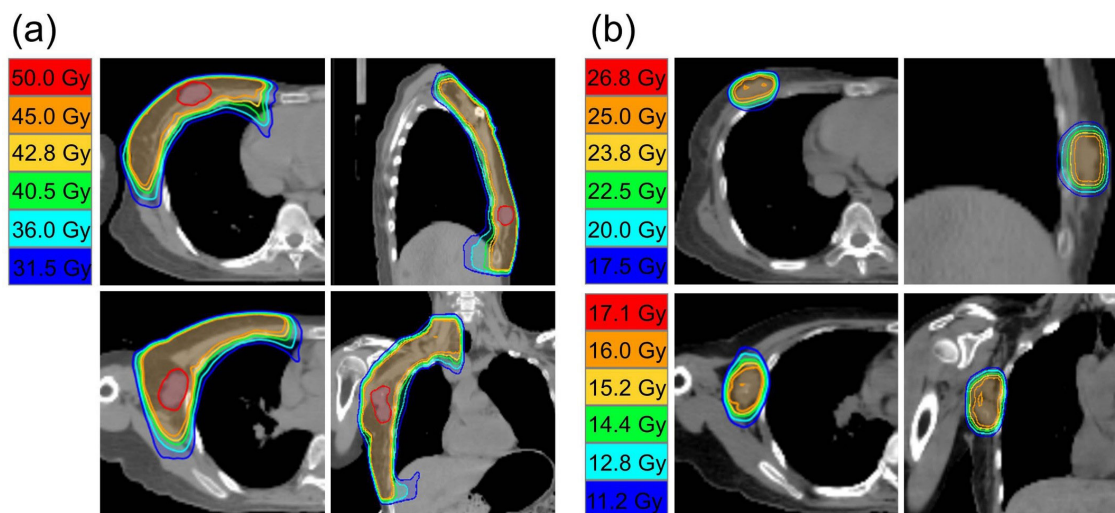 (a)
50.0 Gy
45.0 Gy
42.8 Gy
40.5 Gy
36.0 Gy
31.5 Gy
(b)
26.8 Gy
25.0 Gy
23.8 Gy
22.5 Gy
20.0 Gy
17.5 Gy
17.1 Gy
16.0 Gy
15.2 Gy
14.4 Gy
12.8 Gy
11.2 Gy